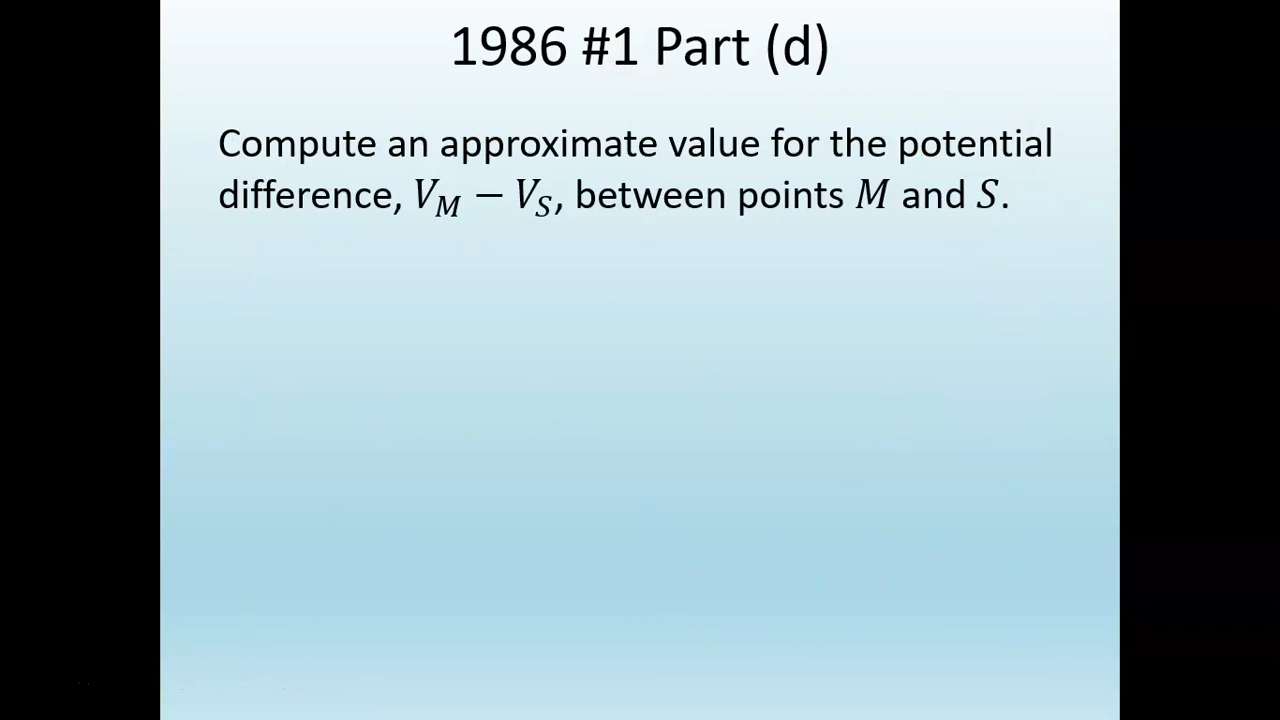 1986 #1 Part (d)
Compute an approximate value for the potential
difference, $V_M - V_S$, between points $M$ and $S$.